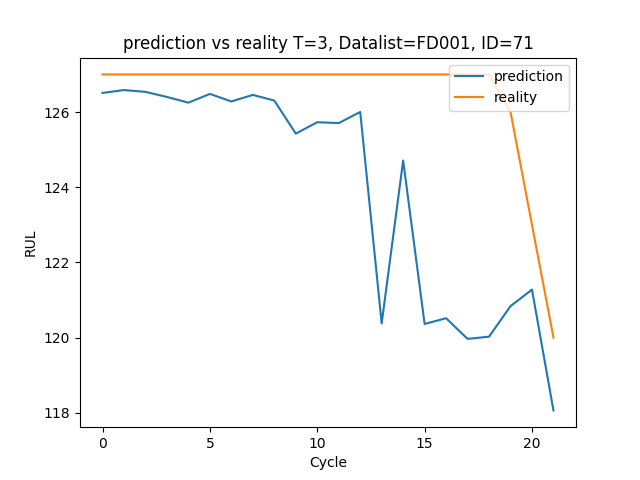 prediction vs reality T=3, Datalist=FD001, ID=71
prediction
reality
126
124
122
120
118
RUL
0 5 10 15 20
Cycle